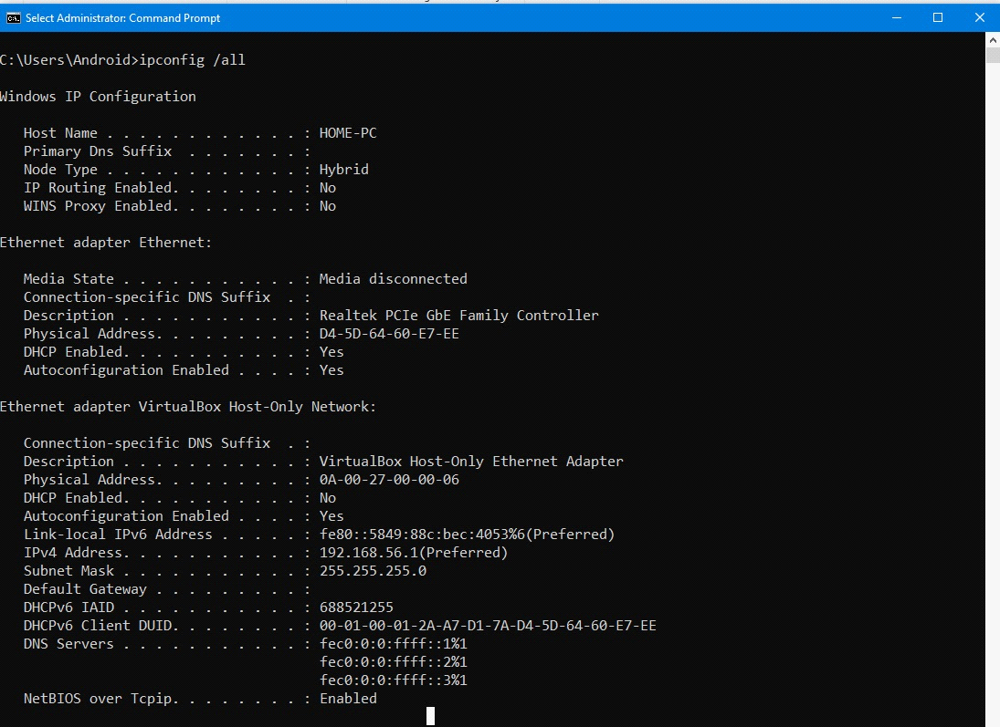 Select Administrator: Command Prompt
C:\Users\Android>ipconfig /all
Windows IP Configuration
   Host Name . . . . . . . . . . . . : HOME-PC
   Primary Dns Suffix  . . . . . . . :
   Node Type . . . . . . . . . . . . : Hybrid
   IP Routing Enabled. . . . . . . . : No
   WINS Proxy Enabled. . . . . . . . : No
Ethernet adapter Ethernet:
   Media State . . . . . . . . . . . : Media disconnected
   Connection-specific DNS Suffix  . :
   Description . . . . . . . . . . . : Realtek PCIe GbE Family Controller
   Physical Address. . . . . . . . . : D4-5D-64-60-E7-EE
   DHCP Enabled. . . . . . . . . . . : Yes
   Autoconfiguration Enabled . . . . : Yes
Ethernet adapter VirtualBox Host-Only Network:
   Connection-specific DNS Suffix  . :
   Description . . . . . . . . . . . : VirtualBox Host-Only Ethernet Adapter
   Physical Address. . . . . . . . . : 0A-00-27-00-00-06
   DHCP Enabled. . . . . . . . . . . : No
   Autoconfiguration Enabled . . . . : Yes
   Link-local IPv6 Address . . . . . : fe80::5849:88c:bec:4053%6(Preferred)
   IPv4 Address. . . . . . . . . . . : 192.168.56.1(Preferred)
   Subnet Mask . . . . . . . . . . . : 255.255.255.0
   Default Gateway . . . . . . . . . :
   DHCPv6 IAID . . . . . . . . . . . : 688521255
   DHCPv6 Client DUID. . . . . . . . : 00-01-00-01-2A-A7-D1-7A-D4-5D-64-60-E7-EE
   DNS Servers . . . . . . . . . . . : fec0:0:0:ffff::1%1
                                       fec0:0:0:ffff::2%1
                                       fec0:0:0:ffff::3%1
   NetBIOS over Tcpip. . . . . . . . : Enabled